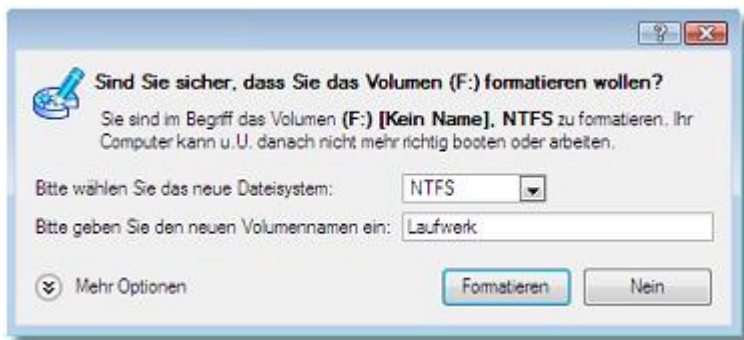 Sind Sie sicher, dass Sie das Volumen (F:) formatieren wollen?
Sie sind im Begriff das Volumen (F:) [Kein Name], NTFS zu formatieren. Ihr
Computer kann u.U. danach nicht mehr richtig booten oder arbeiten.
Bitte wählen Sie das neue Dateisystem: NTFS
Bitte geben Sie den neuen Volumennamen ein: Laufwerk
Mehr Optionen Formatieren Nein